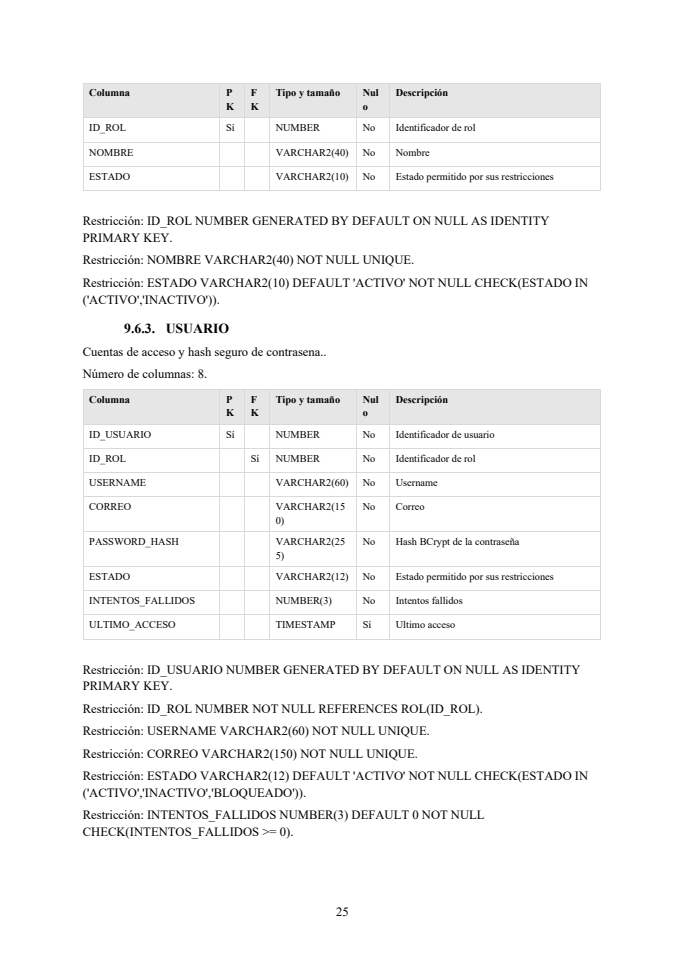 Columna P FK Tipo y tamaño Nul Descripción
K K o
ID_ROL Sí NUMBER No Identificador de rol
NOMBRE VARCHAR2(40) No Nombre
ESTADO VARCHAR2(10) No Estado permitido por sus restricciones
Restricción: ID_ROL NUMBER GENERATED BY DEFAULT ON NULL AS IDENTITY
PRIMARY KEY.
Restricción: NOMBRE VARCHAR2(40) NOT NULL UNIQUE.
Restricción: ESTADO VARCHAR2(10) DEFAULT 'ACTIVO' NOT NULL CHECK(ESTADO IN
('ACTIVO','INACTIVO')).
9.6.3. USUARIO
Cuentas de acceso y hash seguro de contrasena..
Número de columnas: 8.
Columna P F Tipo y tamaño Nul Descripción
K K o
ID_USUARIO Sí NUMBER No Identificador de usuario
ID_ROL Sí NUMBER No Identificador de rol
USERNAME VARCHAR2(60) No Username
CORREO VARCHAR2(15 No Correo
0)
PASSWORD_HASH VARCHAR2(25 No Hash BCrypt de la contraseña
5)
ESTADO VARCHAR2(12) No Estado permitido por sus restricciones
INTENTOS_FALLIDOS NUMBER(3) No Intentos fallidos
ULTIMO_ACCESO TIMESTAMP Sí Ultimo acceso
Restricción: ID_USUARIO NUMBER GENERATED BY DEFAULT ON NULL AS IDENTITY
PRIMARY KEY.
Restricción: ID_ROL NUMBER NOT NULL REFERENCES ROL(ID_ROL).
Restricción: USERNAME VARCHAR2(60) NOT NULL UNIQUE.
Restricción: CORREO VARCHAR2(150) NOT NULL UNIQUE.
Restricción: ESTADO VARCHAR2(12) DEFAULT 'ACTIVO' NOT NULL CHECK(ESTADO IN
('ACTIVO','INACTIVO','BLOQUEADO')).
Restricción: INTENTOS_FALLIDOS NUMBER(3) DEFAULT 0 NOT NULL
CHECK(INTENTOS_FALLIDOS >= 0).
25